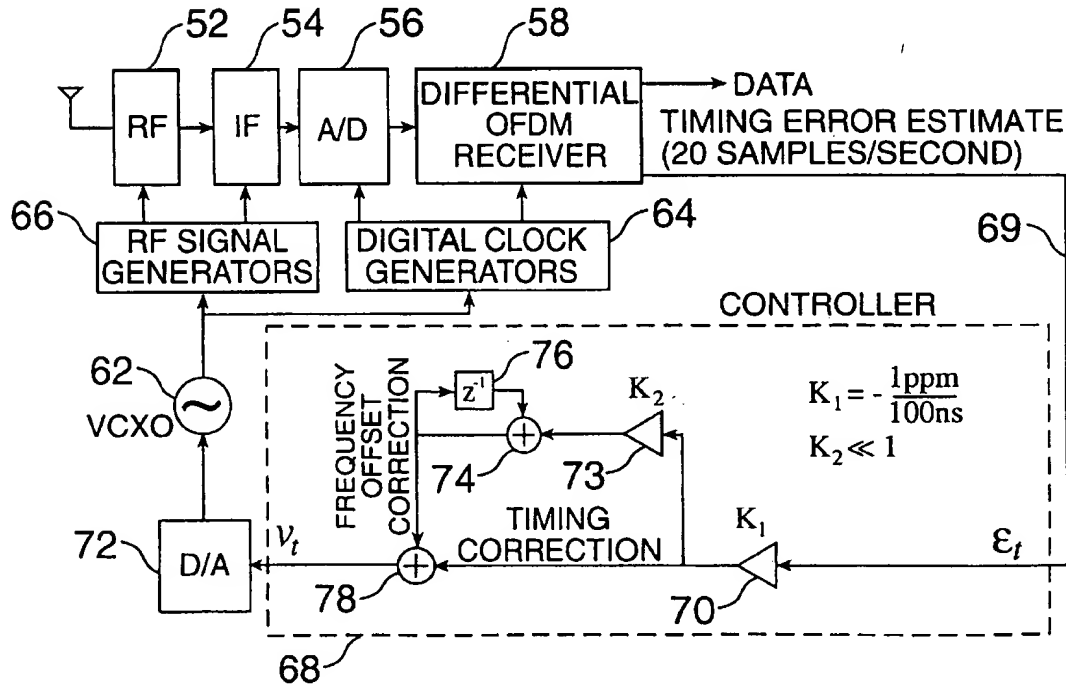 52
54
56
58
RF
IF
A/D
DIFFERENTIAL
OFDM
RECEIVER
DATA
TIMING ERROR ESTIMATE
(20 SAMPLES/SECOND)
66
RF SIGNAL
GENERATORS
DIGITAL CLOCK
GENERATORS
64
69
CONTROLLER
62
VCXO
FREQUENCY
OFFSET
CORRECTION
76
z⁻¹
K₂
74
73
K₁ = - 1ppm / 100ns
K₂ ≪ 1
TIMING
CORRECTION
K₁
εt
νt
72
D/A
78
70
68